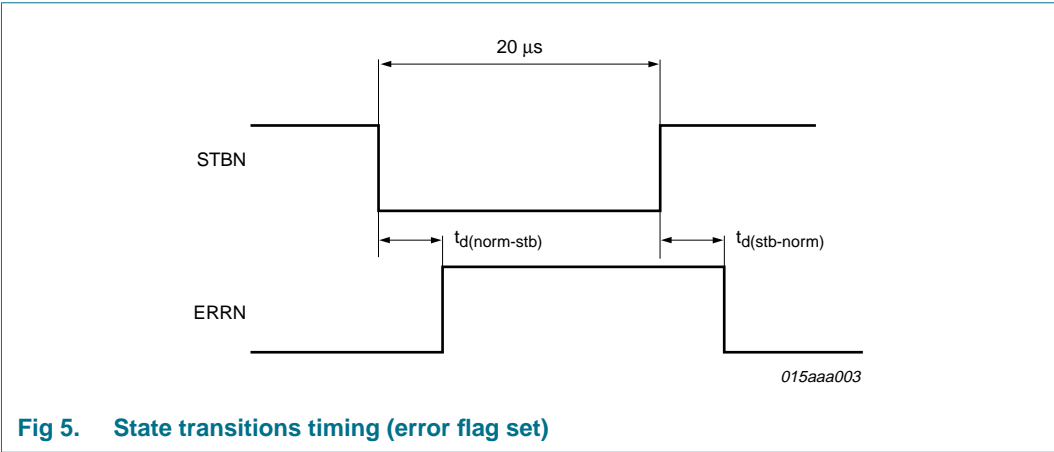 20 μs
STBN
td(norm-stb)
td(stb-norm)
ERRN
015aaa003
Fig 5. State transitions timing (error flag set)